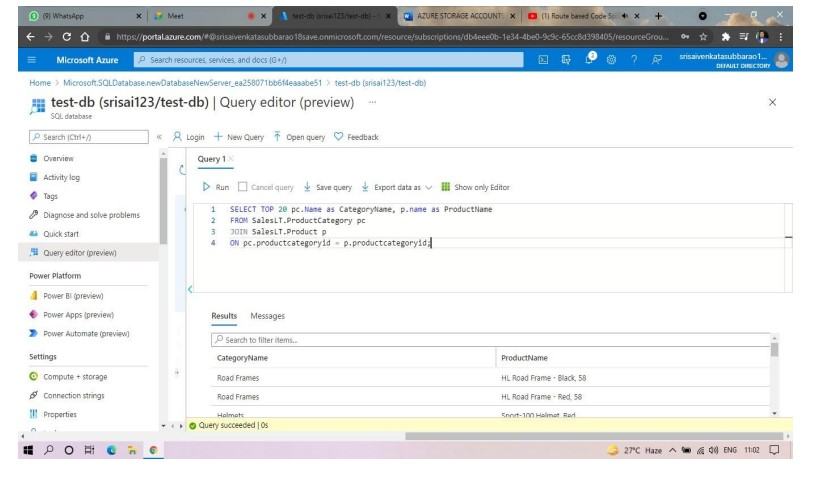 (9) WhatsApp
Meet
test-db (srisai123/test-db) -
AZURE STORAGE ACCOUNT
(1) Route based Code Sc
https://portal.azure.com/#@srisaivenkatasubbarao18save.onmicrosoft.com/resource/subscriptions/db4eee0b-1e34-4be0-9c9c-65cc8d398405/resourceGrou...
Microsoft Azure
Search resources, services, and docs (G+/)
2
srisaivenkatasubbarao1...
DEFAULT DIRECTORY
Home > Microsoft.SQLDatabase.newDatabaseNewServer_ea258071bb6f4eaaabe51 > test-db (srisai123/test-db)
test-db (srisai123/test-db) | Query editor (preview) ...
SQL database
Search (Ctrl+/)
«
Login
New Query
Open query
Feedback
Overview
Activity log
Tags
Diagnose and solve problems
Quick start
Query editor (preview)
Power Platform
Power BI (preview)
Power Apps (preview)
Power Automate (preview)
Settings
Compute + storage
Connection strings
Properties
Query 1
Run
Cancel query
Save query
Export data as
Show only Editor
1 SELECT TOP 20 pc.Name as CategoryName, p.name as ProductName
2 FROM SalesLT.ProductCategory pc
3 JOIN SalesLT.Product p
4 ON pc.productcategoryid = p.productcategoryid;
Results
Messages
Search to filter items...
CategoryName
ProductName
Road Frames
HL Road Frame - Black, 58
Road Frames
HL Road Frame - Red, 58
Helmets
Sport-100 Helmet, Red
Query succeeded | 0s
27°C Haze
ENG
11:02